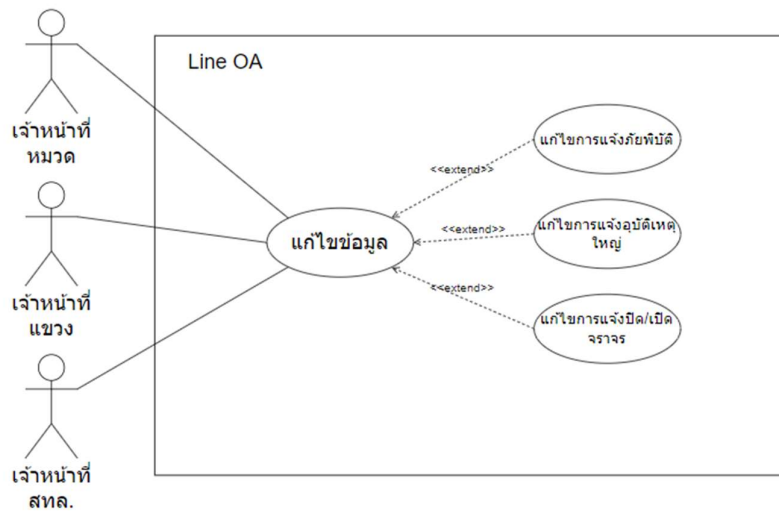 Line OA
เจ้าหน้าที่
หมวด
เจ้าหน้าที่
แขวง
เจ้าหน้าที่
สทล.
แก้ไขข้อมูล
<<extend>>
<<extend>>
<<extend>>
แก้ไขการแจ้งภัยพิบัติ
แก้ไขการแจ้งอุบัติเหตุ
ใหญ่
แก้ไขการแจ้งปิด/เปิด
จราจร